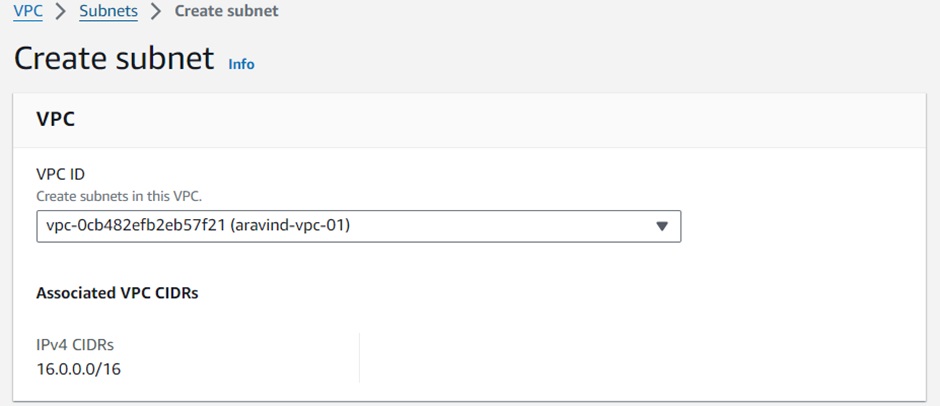 VPC > Subnets > Create subnet
Create subnet Info
VPC
VPC ID
Create subnets in this VPC.
vpc-0cb482efb2eb57f21 (aravind-vpc-01)
Associated VPC CIDRs
IPv4 CIDRs
16.0.0.0/16